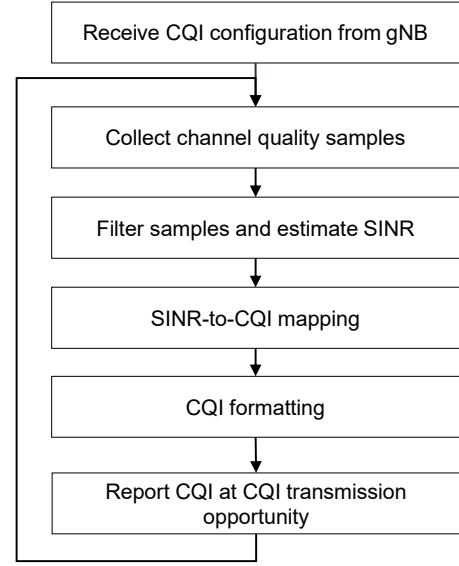 Receive CQI configuration from gNB
Collect channel quality samples
Filter samples and estimate SINR
SINR-to-CQI mapping
CQI formatting
Report CQI at CQI transmission
opportunity